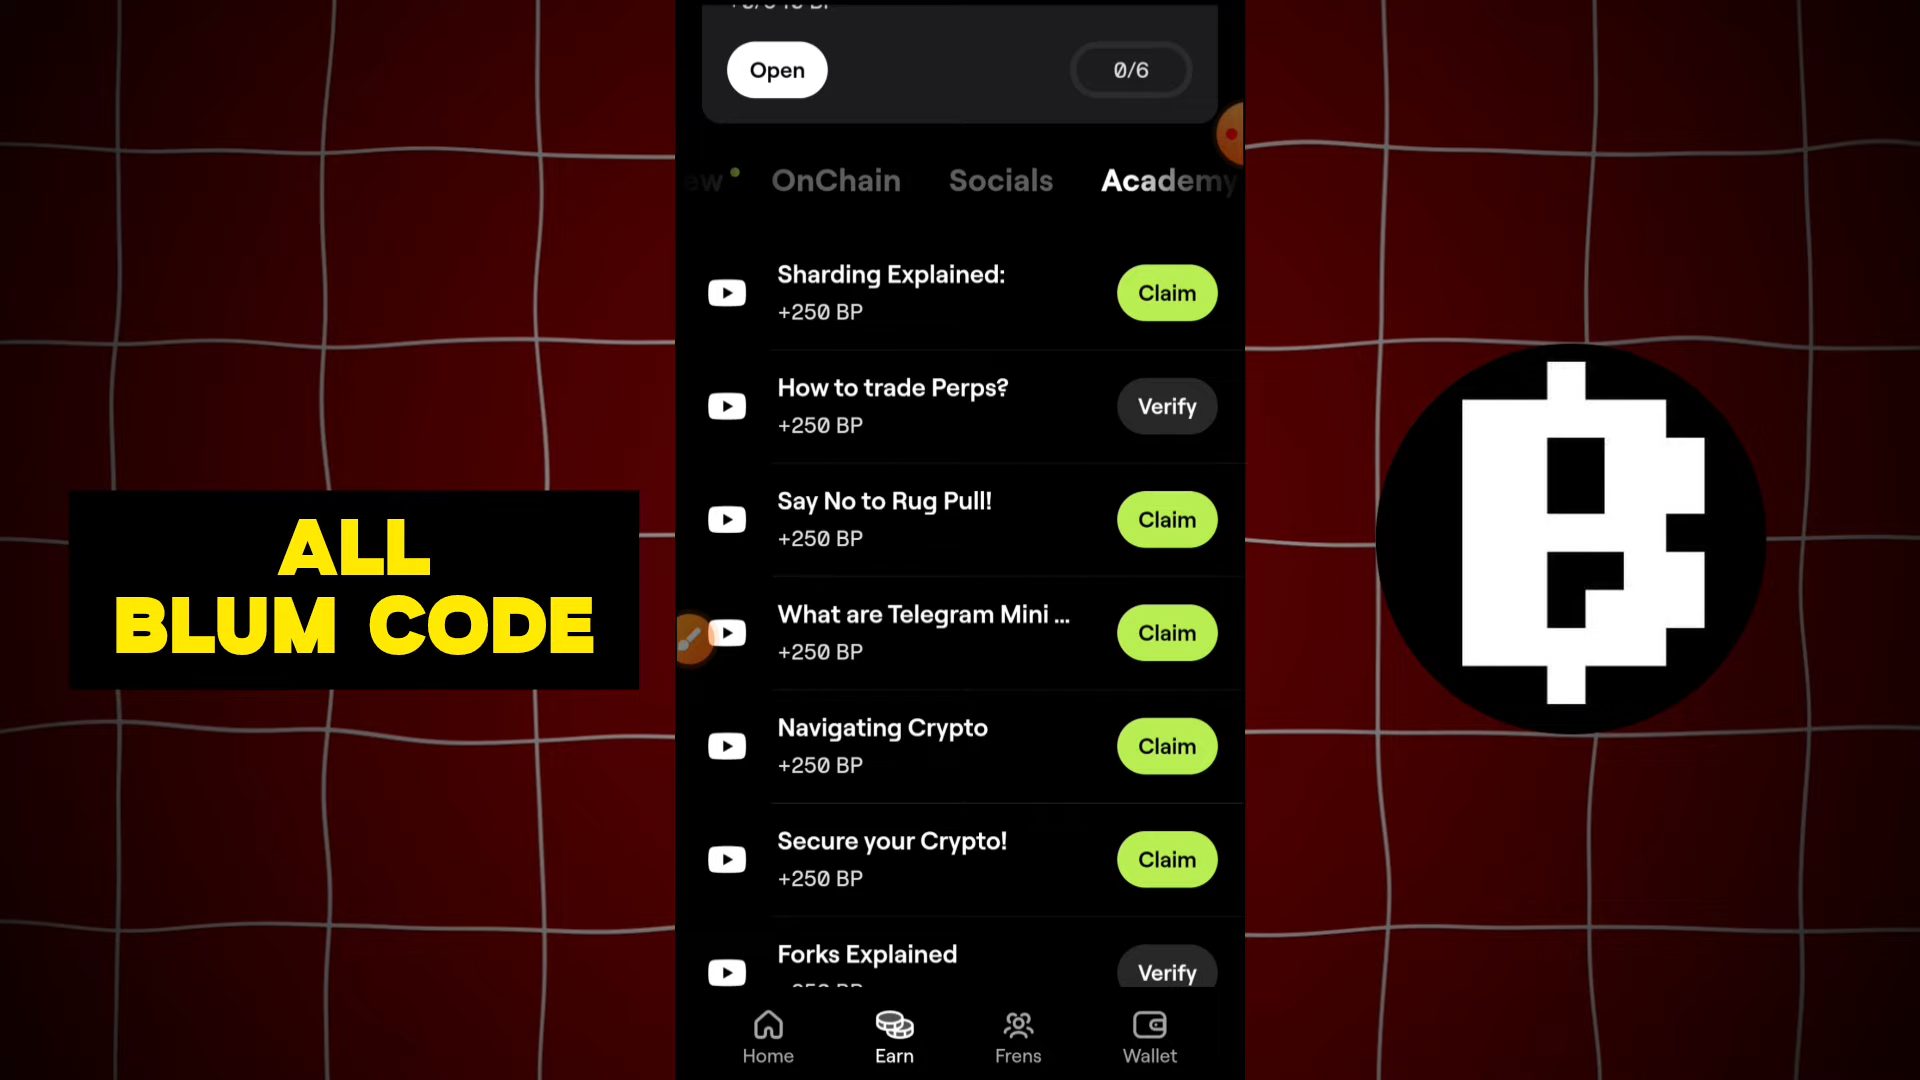 Open
0/6
OnChain Socials Academy
Sharding Explained:
+250 BP
Claim
How to trade Perps?
+250 BP
Verify
Say No to Rug Pull!
+250 BP
Claim
What are Telegram Mini ...
+250 BP
Claim
Navigating Crypto
+250 BP
Claim
Secure your Crypto!
+250 BP
Claim
Forks Explained
Verify
Home Earn Frens Wallet
ALL
BLUM CODE